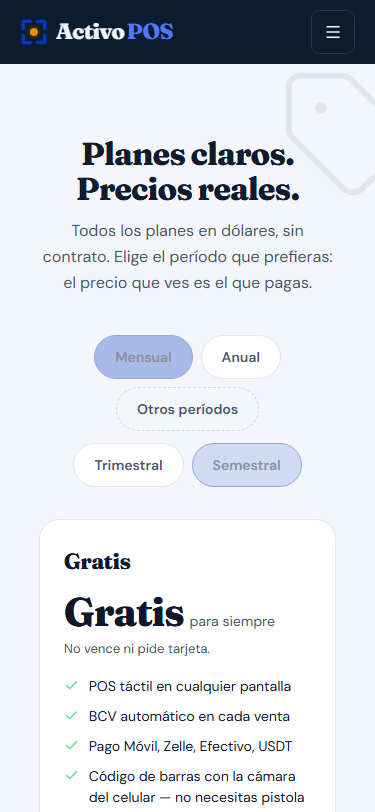 Activo POS
Planes claros.
Precios reales.
Todos los planes en dólares, sin
contrato. Elige el período que prefieras:
el precio que ves es el que pagas.
Mensual
Anual
Otros períodos
Trimestral
Semestral
Gratis
Gratis para siempre
No vence ni pide tarjeta.
POS táctil en cualquier pantalla
BCV automático en cada venta
Pago Móvil, Zelle, Efectivo, USDT
Código de barras con la cámara
del celular — no necesitas pistola